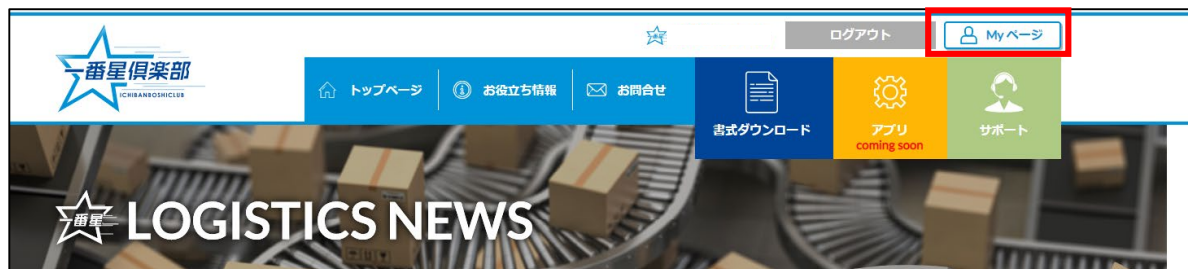 一番星倶楽部
ICHIBANBOSHICLUB
ログアウト
My ページ
トップページ
お役立ち情報
お問合せ
書式ダウンロード
アプリ
coming soon
サポート
一番星 LOGISTICS NEWS